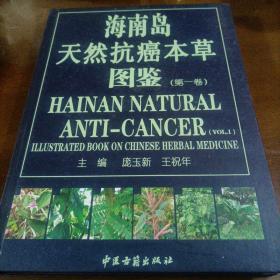 海南岛
天然抗癌本草
图鉴（第一卷）
HAINAN NATURAL
ANTI-CANCER (VOL.1)
ILLUSTRATED BOOK ON CHINESE HERBAL MEDICINE
主编 庞玉新 王祝年
中医古籍出版社